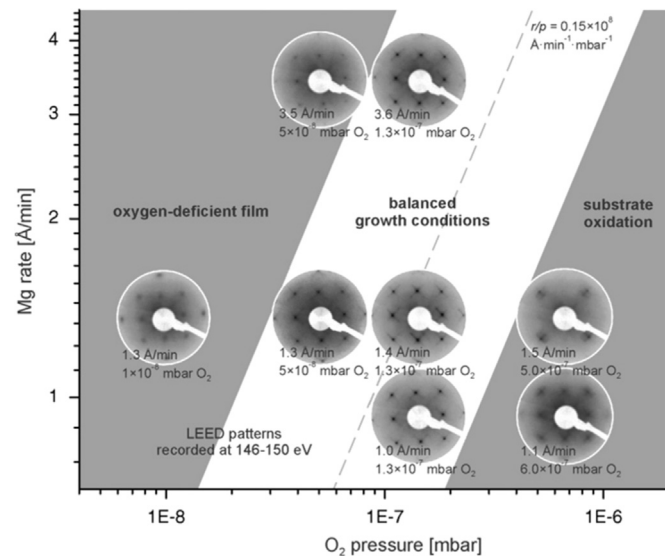 r/p = 0.15×10⁸
A·min⁻¹·mbar⁻¹
4
3
2
1
Mg rate [Å/min]
3.5 A/min
5×10⁻⁸ mbar O₂
3.6 A/min
1.3×10⁻⁷ mbar O₂
oxygen-deficient film
balanced
growth conditions
substrate
oxidation
1.3 A/min
1×10⁻⁸ mbar O₂
1.3 A/min
5×10⁻⁸ mbar O₂
1.4 A/min
1.3×10⁻⁷ mbar O₂
1.5 A/min
5.0×10⁻⁷ mbar O₂
LEED patterns
recorded at 146-150 eV
1.0 A/min
1.3×10⁻⁷ mbar O₂
1.1 A/min
6.0×10⁻⁷ mbar O₂
1E-8
1E-7
1E-6
O₂ pressure [mbar]